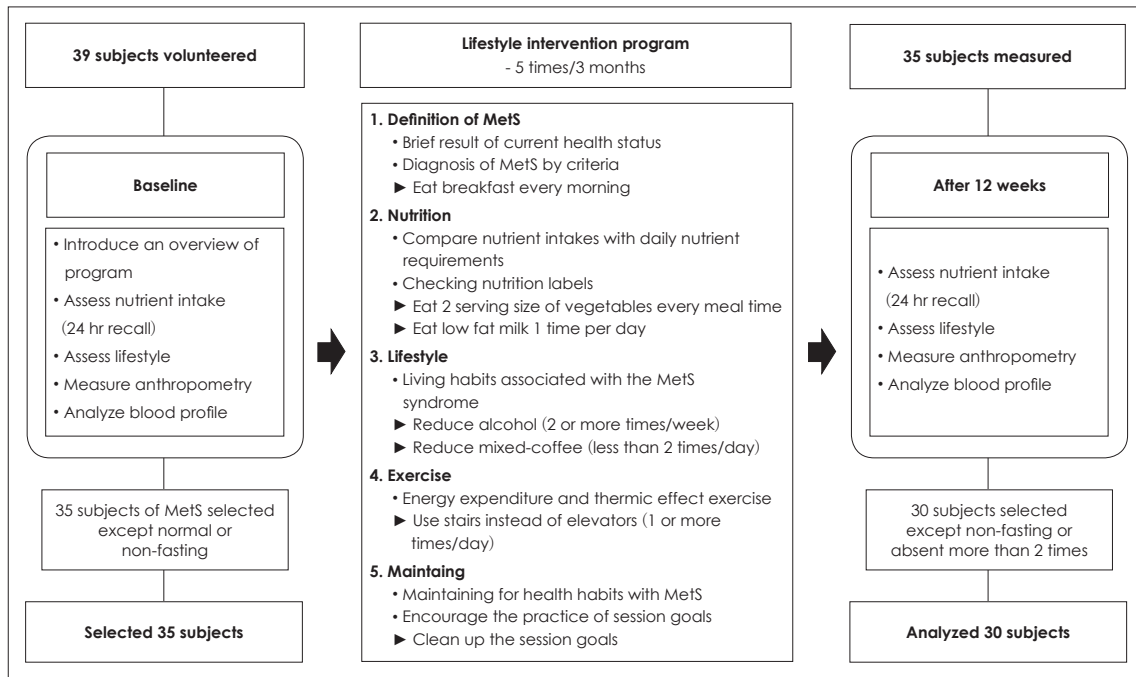 39 subjects volunteered
Baseline
• Introduce an overview of
program
• Assess nutrient intake
(24 hr recall)
• Assess lifestyle
• Measure anthropometry
• Analyze blood profile
35 subjects of MetS selected
except normal or
non-fasting
Selected 35 subjects
Lifestyle intervention program
- 5 times/3 months
1. Definition of MetS
• Brief result of current health status
• Diagnosis of MetS by criteria
► Eat breakfast every morning
2. Nutrition
• Compare nutrient intakes with daily nutrient
requirements
• Checking nutrition labels
► Eat 2 serving size of vegetables every meal time
► Eat low fat milk 1 time per day
3. Lifestyle
• Living habits associated with the MetS
syndrome
► Reduce alcohol (2 or more times/week)
► Reduce mixed-coffee (less than 2 times/day)
4. Exercise
• Energy expenditure and thermic effect exercise
► Use stairs instead of elevators (1 or more
times/day)
5. Maintaing
• Maintaining for health habits with MetS
• Encourage the practice of session goals
► Clean up the session goals
35 subjects measured
After 12 weeks
• Assess nutrient intake
(24 hr recall)
• Assess lifestyle
• Measure anthropometry
• Analyze blood profile
30 subjects selected
except non-fasting or
absent more than 2 times
Analyzed 30 subjects